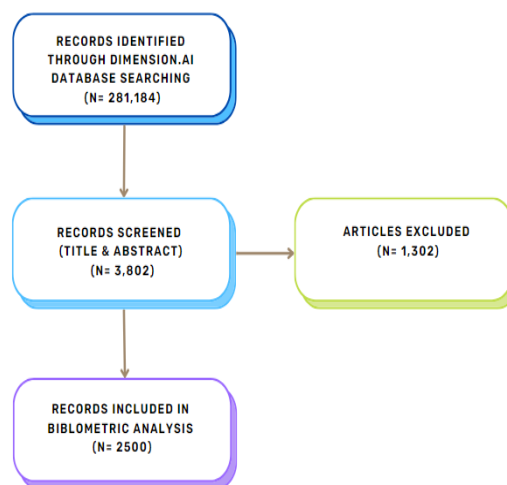 RECORDS IDENTIFIED
THROUGH DIMENSION.AI
DATABASE SEARCHING
(N= 281,184)
RECORDS SCREENED
(TITLE & ABSTRACT)
(N= 3,802)
ARTICLES EXCLUDED
(N= 1,302)
RECORDS INCLUDED IN
BIBLOMETRIC ANALYSIS
(N= 2500)